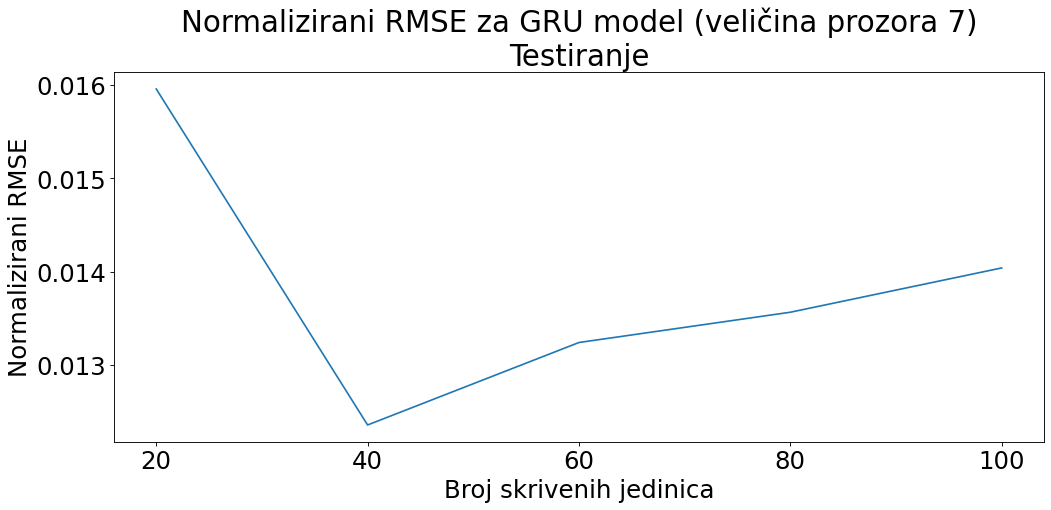 Normalizirani RMSE za GRU model (veličina prozora 7)
Testiranje
Normalizirani RMSE
0.016
0.015
0.014
0.013
20 40 60 80 100
Broj skrivenih jedinica